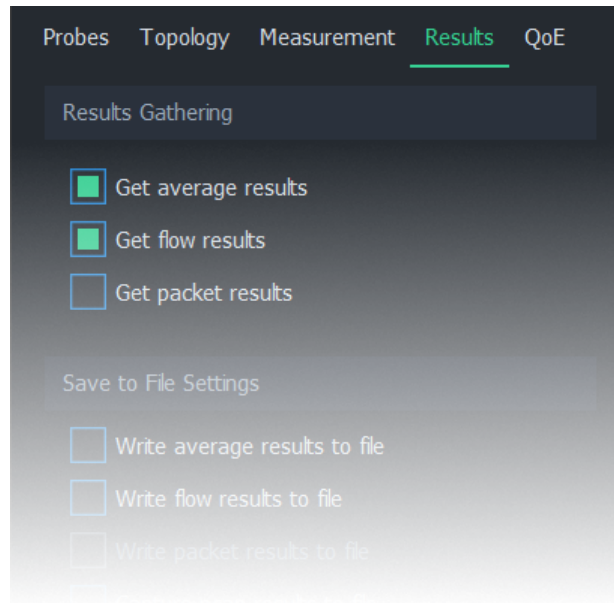 Probes Topology Measurement Results QoE
Results Gathering
Get average results
Get flow results
Get packet results
Save to File Settings
Write average results to file
Write flow results to file
Write packet results to file